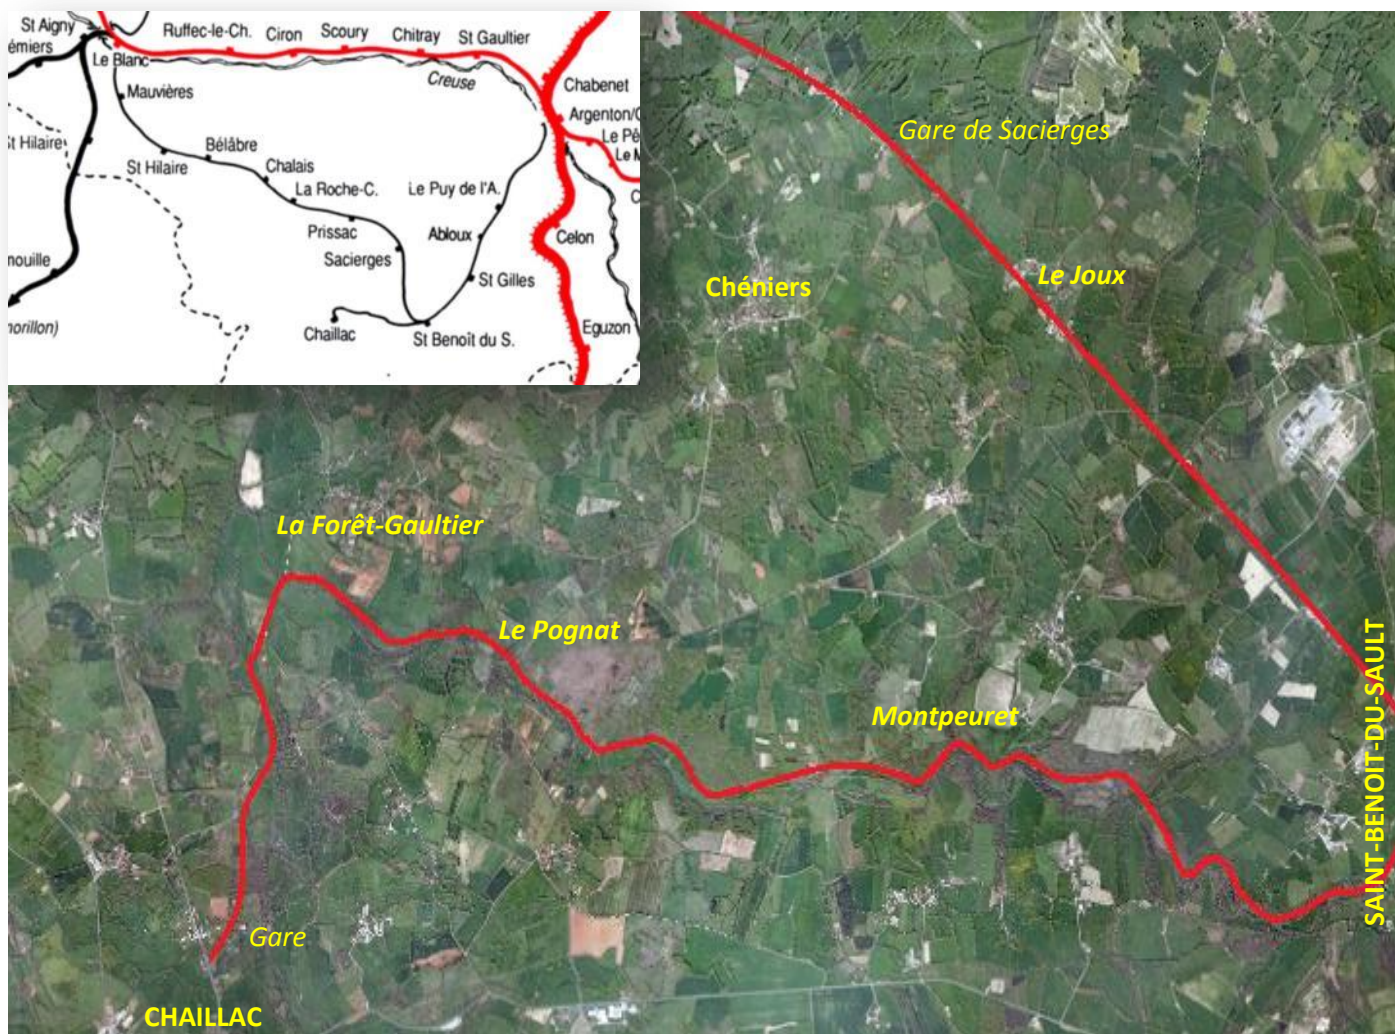 St Aigny
Ruffec-le-Ch.
Ciron
Scoury
Chitray
St Gaultier
émiers
Le Blanc
Creuse
Chabenet
Mauvières
Argenton/C
Le Pê
Le M
C
St Hilaire
St Hilaire
Bélâbre
Chalais
La Roche-C.
Le Puy de l'A.
Prissac
Abloux
Celon
Sacierges
nouille
St Gilles
Chaillac
St Benoît du S.
Eguzon
morillon)
Gare de Sacierges
Le Joux
Chéniers
La Forêt-Gaultier
Le Pognat
Montpeuret
SAINT-BENOIT-DU-SAULT
Gare
CHAILLAC